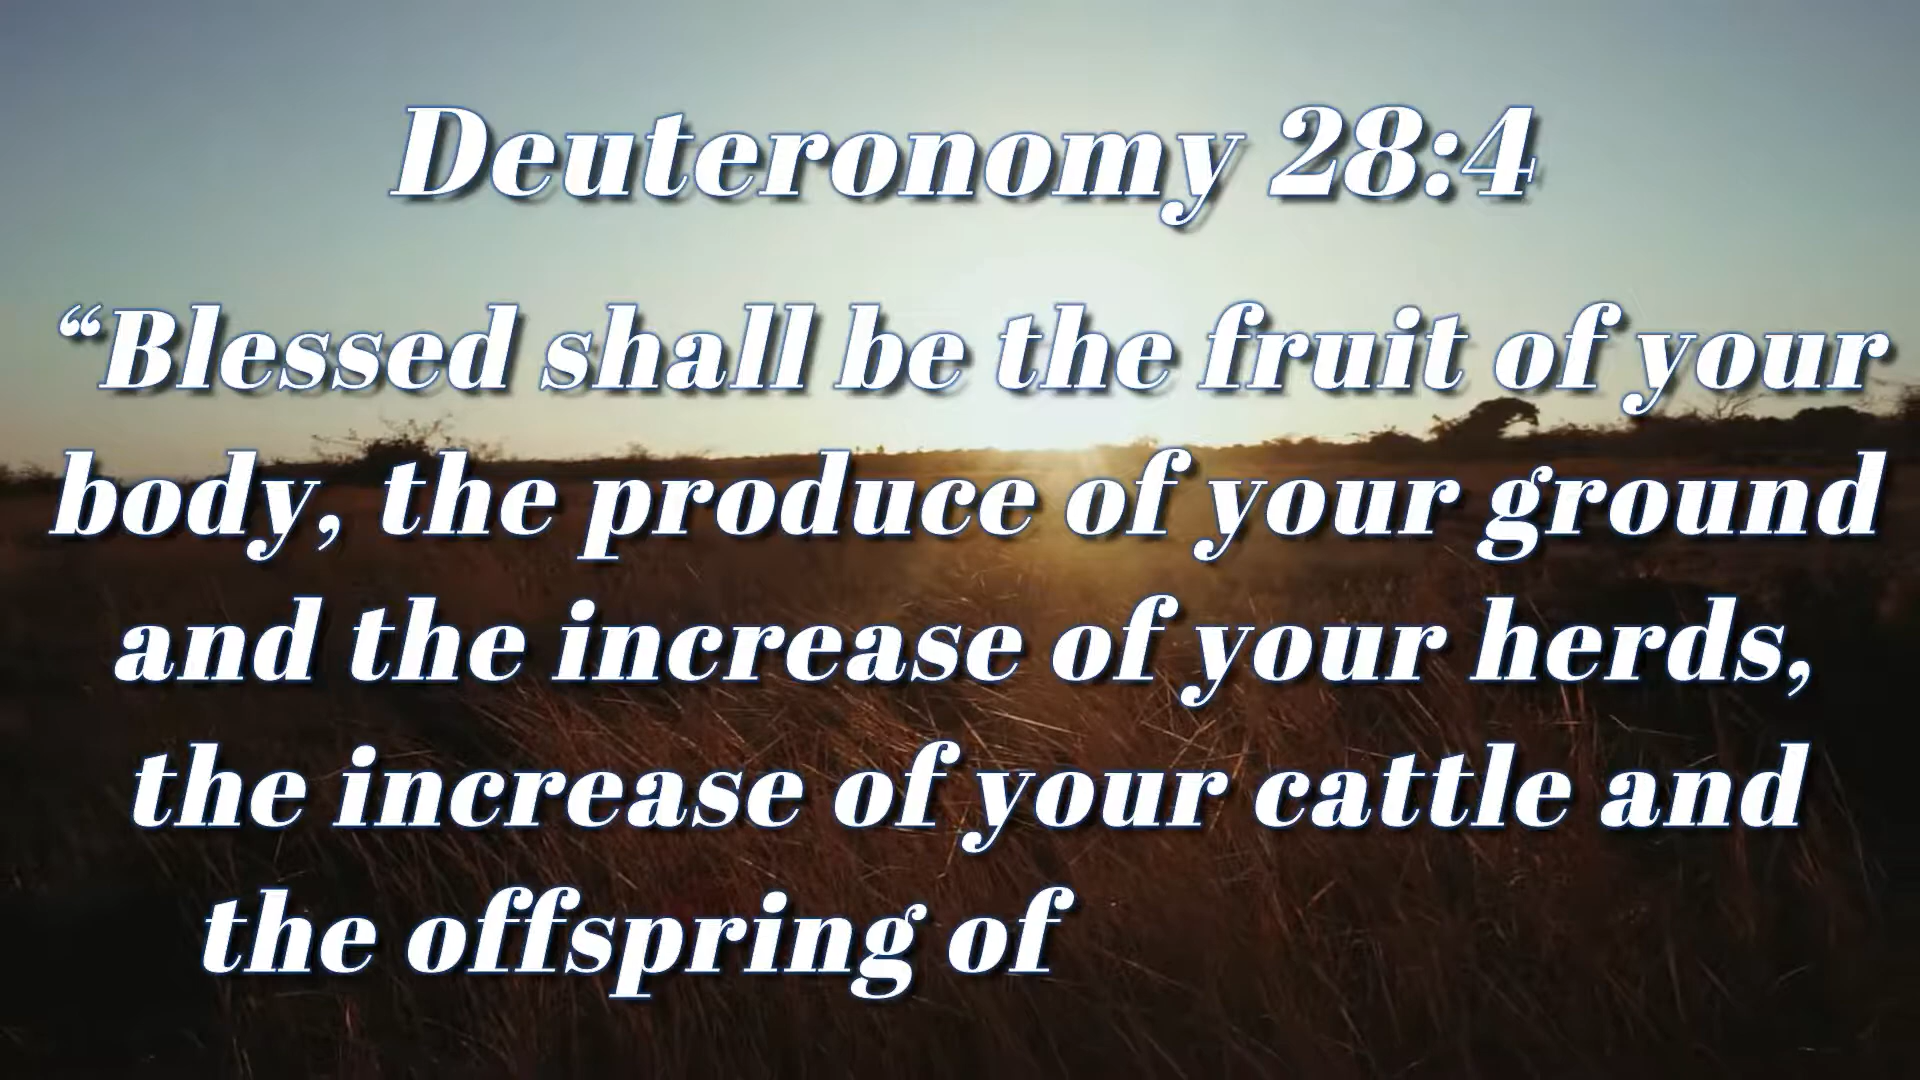 Deuteronomy 28:4
“Blessed shall be the fruit of your
body, the produce of your ground
and the increase of your herds,
the increase of your cattle and
the offspring of